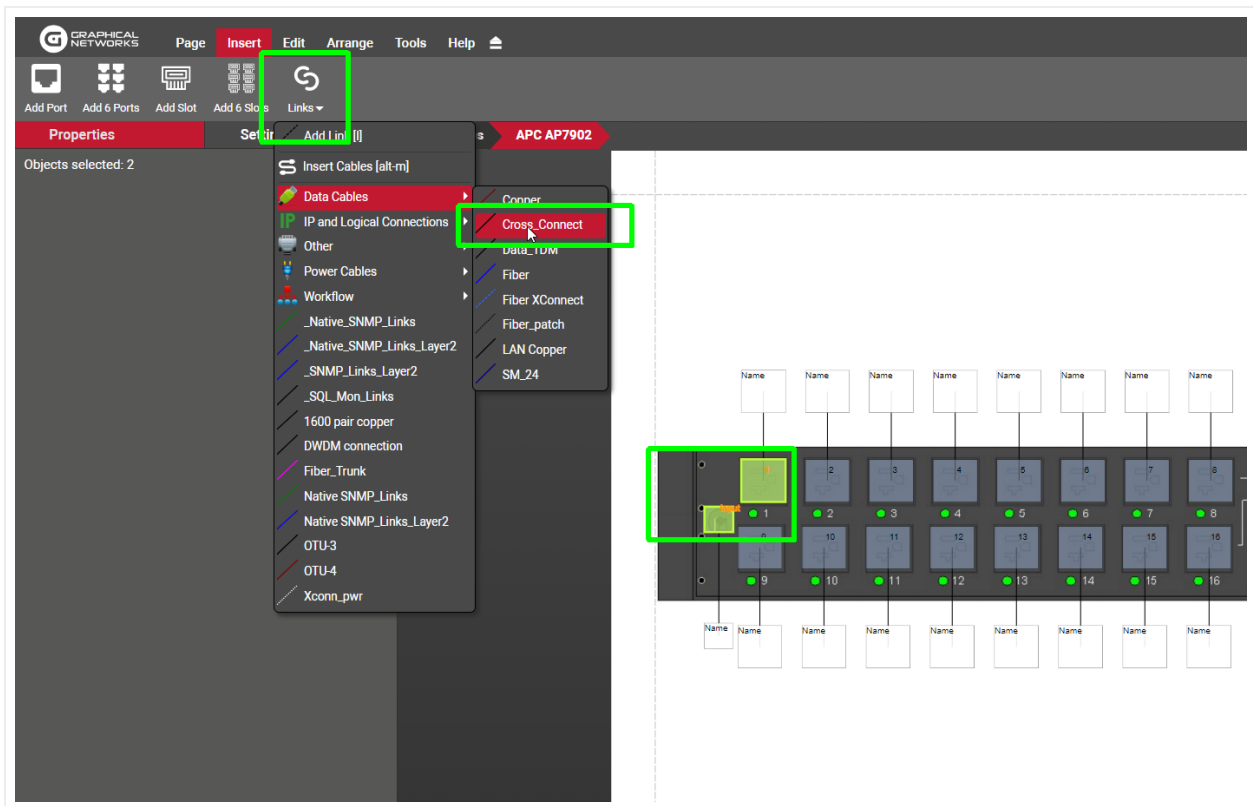 GRAPHICAL NETWORKS
Page Insert Edit Arrange Tools Help
Add Port Add 6 Ports Add Slot Add 6 Slots Links
Properties
APC AP7902
Objects selected: 2
Add Link [l]
Insert Cables [alt-m]
Data Cables
IP IP and Logical Connections
Other
Power Cables
Workflow
_Native_SNMP_Links
_Native_SNMP_Links_Layer2
_SNMP_Links_Layer2
_SQL_Mon_Links
1600 pair copper
DWDM connection
Fiber_Trunk
Native SNMP_Links
Native SNMP_Links_Layer2
OTU-3
OTU-4
Xconn_pwr
Copper
Cross_Connect
Data_TDM
Fiber
Fiber XConnect
Fiber_patch
LAN Copper
SM_24
Name Name Name Name Name Name Name Name
2 3 4 5 6 7 8
Input
1 2 3 4 5 6 7 8
9 10 11 12 13 14 15 16
9 10 11 12 13 14 15 16
Name Name Name Name Name Name Name Name Name